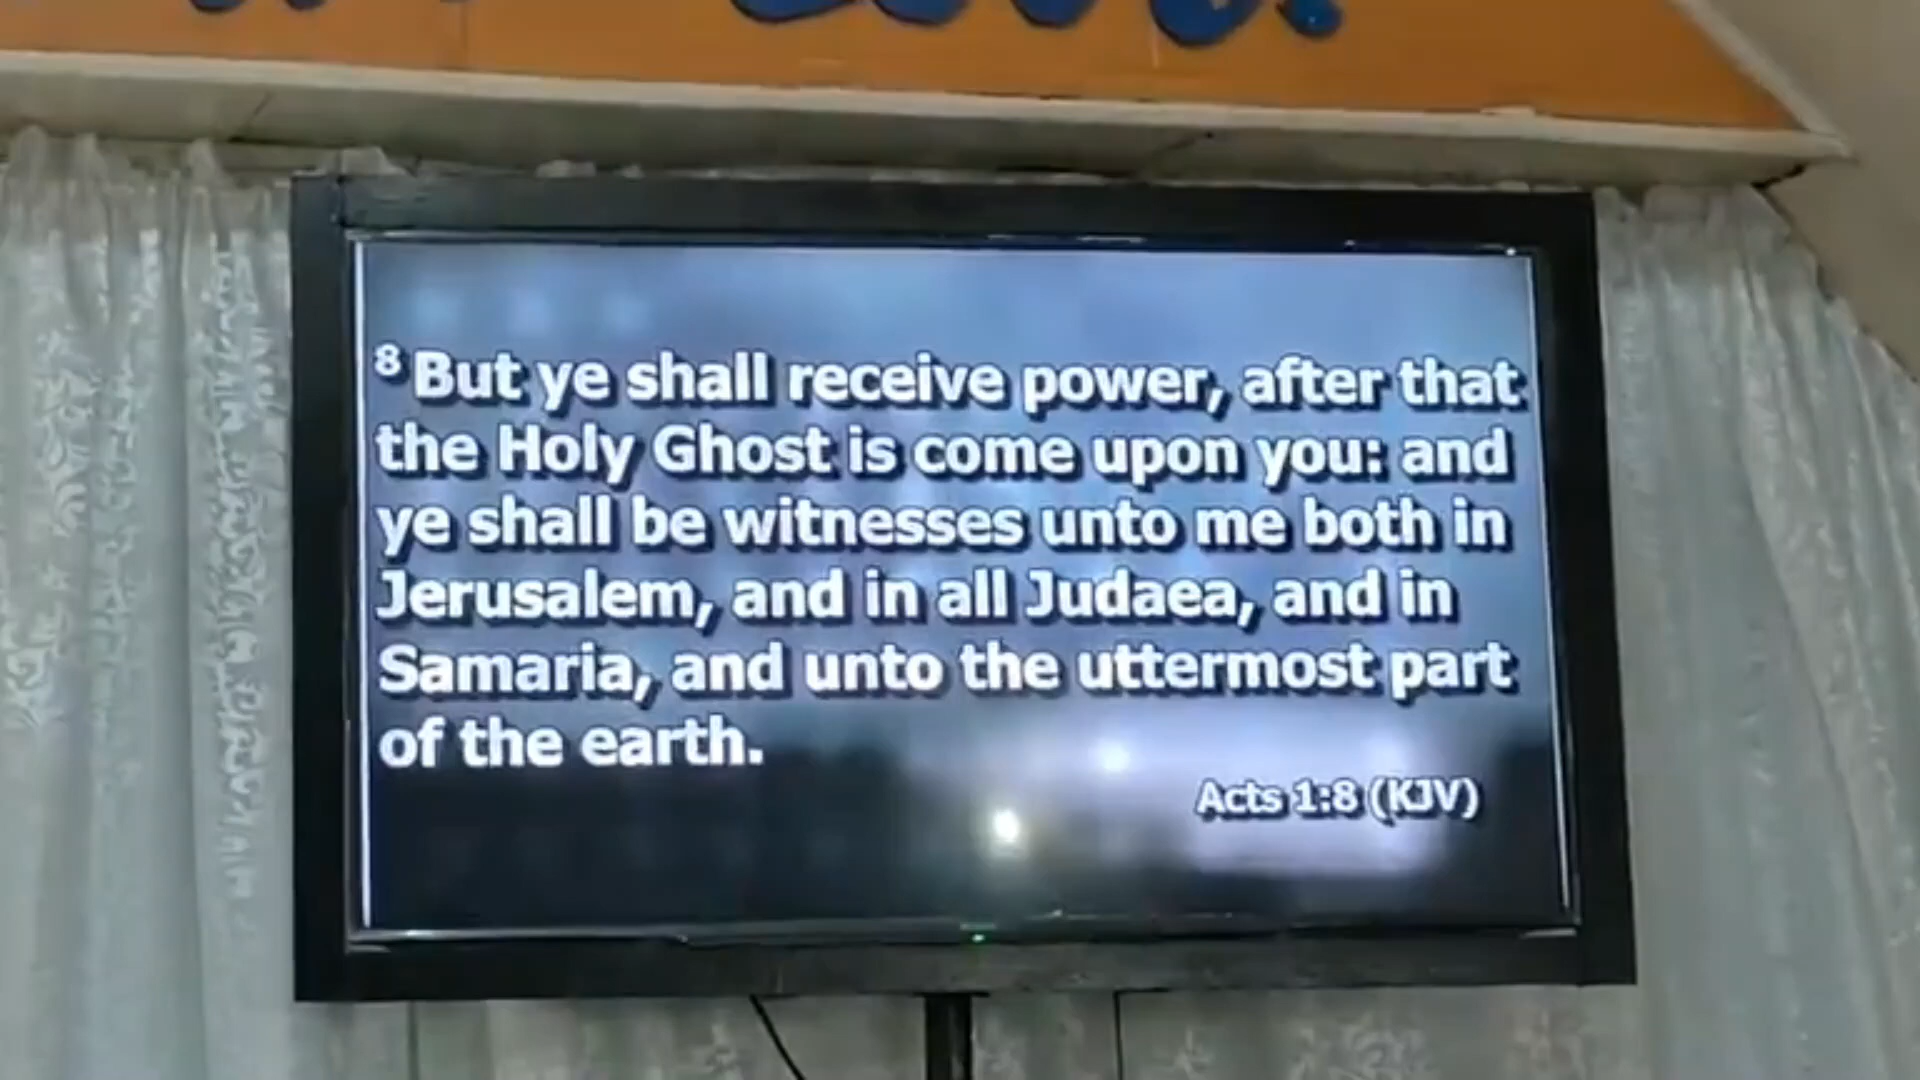 8 But ye shall receive power, after that
the Holy Ghost is come upon you: and
ye shall be witnesses unto me both in
Jerusalem, and in all Judaea, and in
Samaria, and unto the uttermost part
of the earth.
Acts 1:8 (KJV)